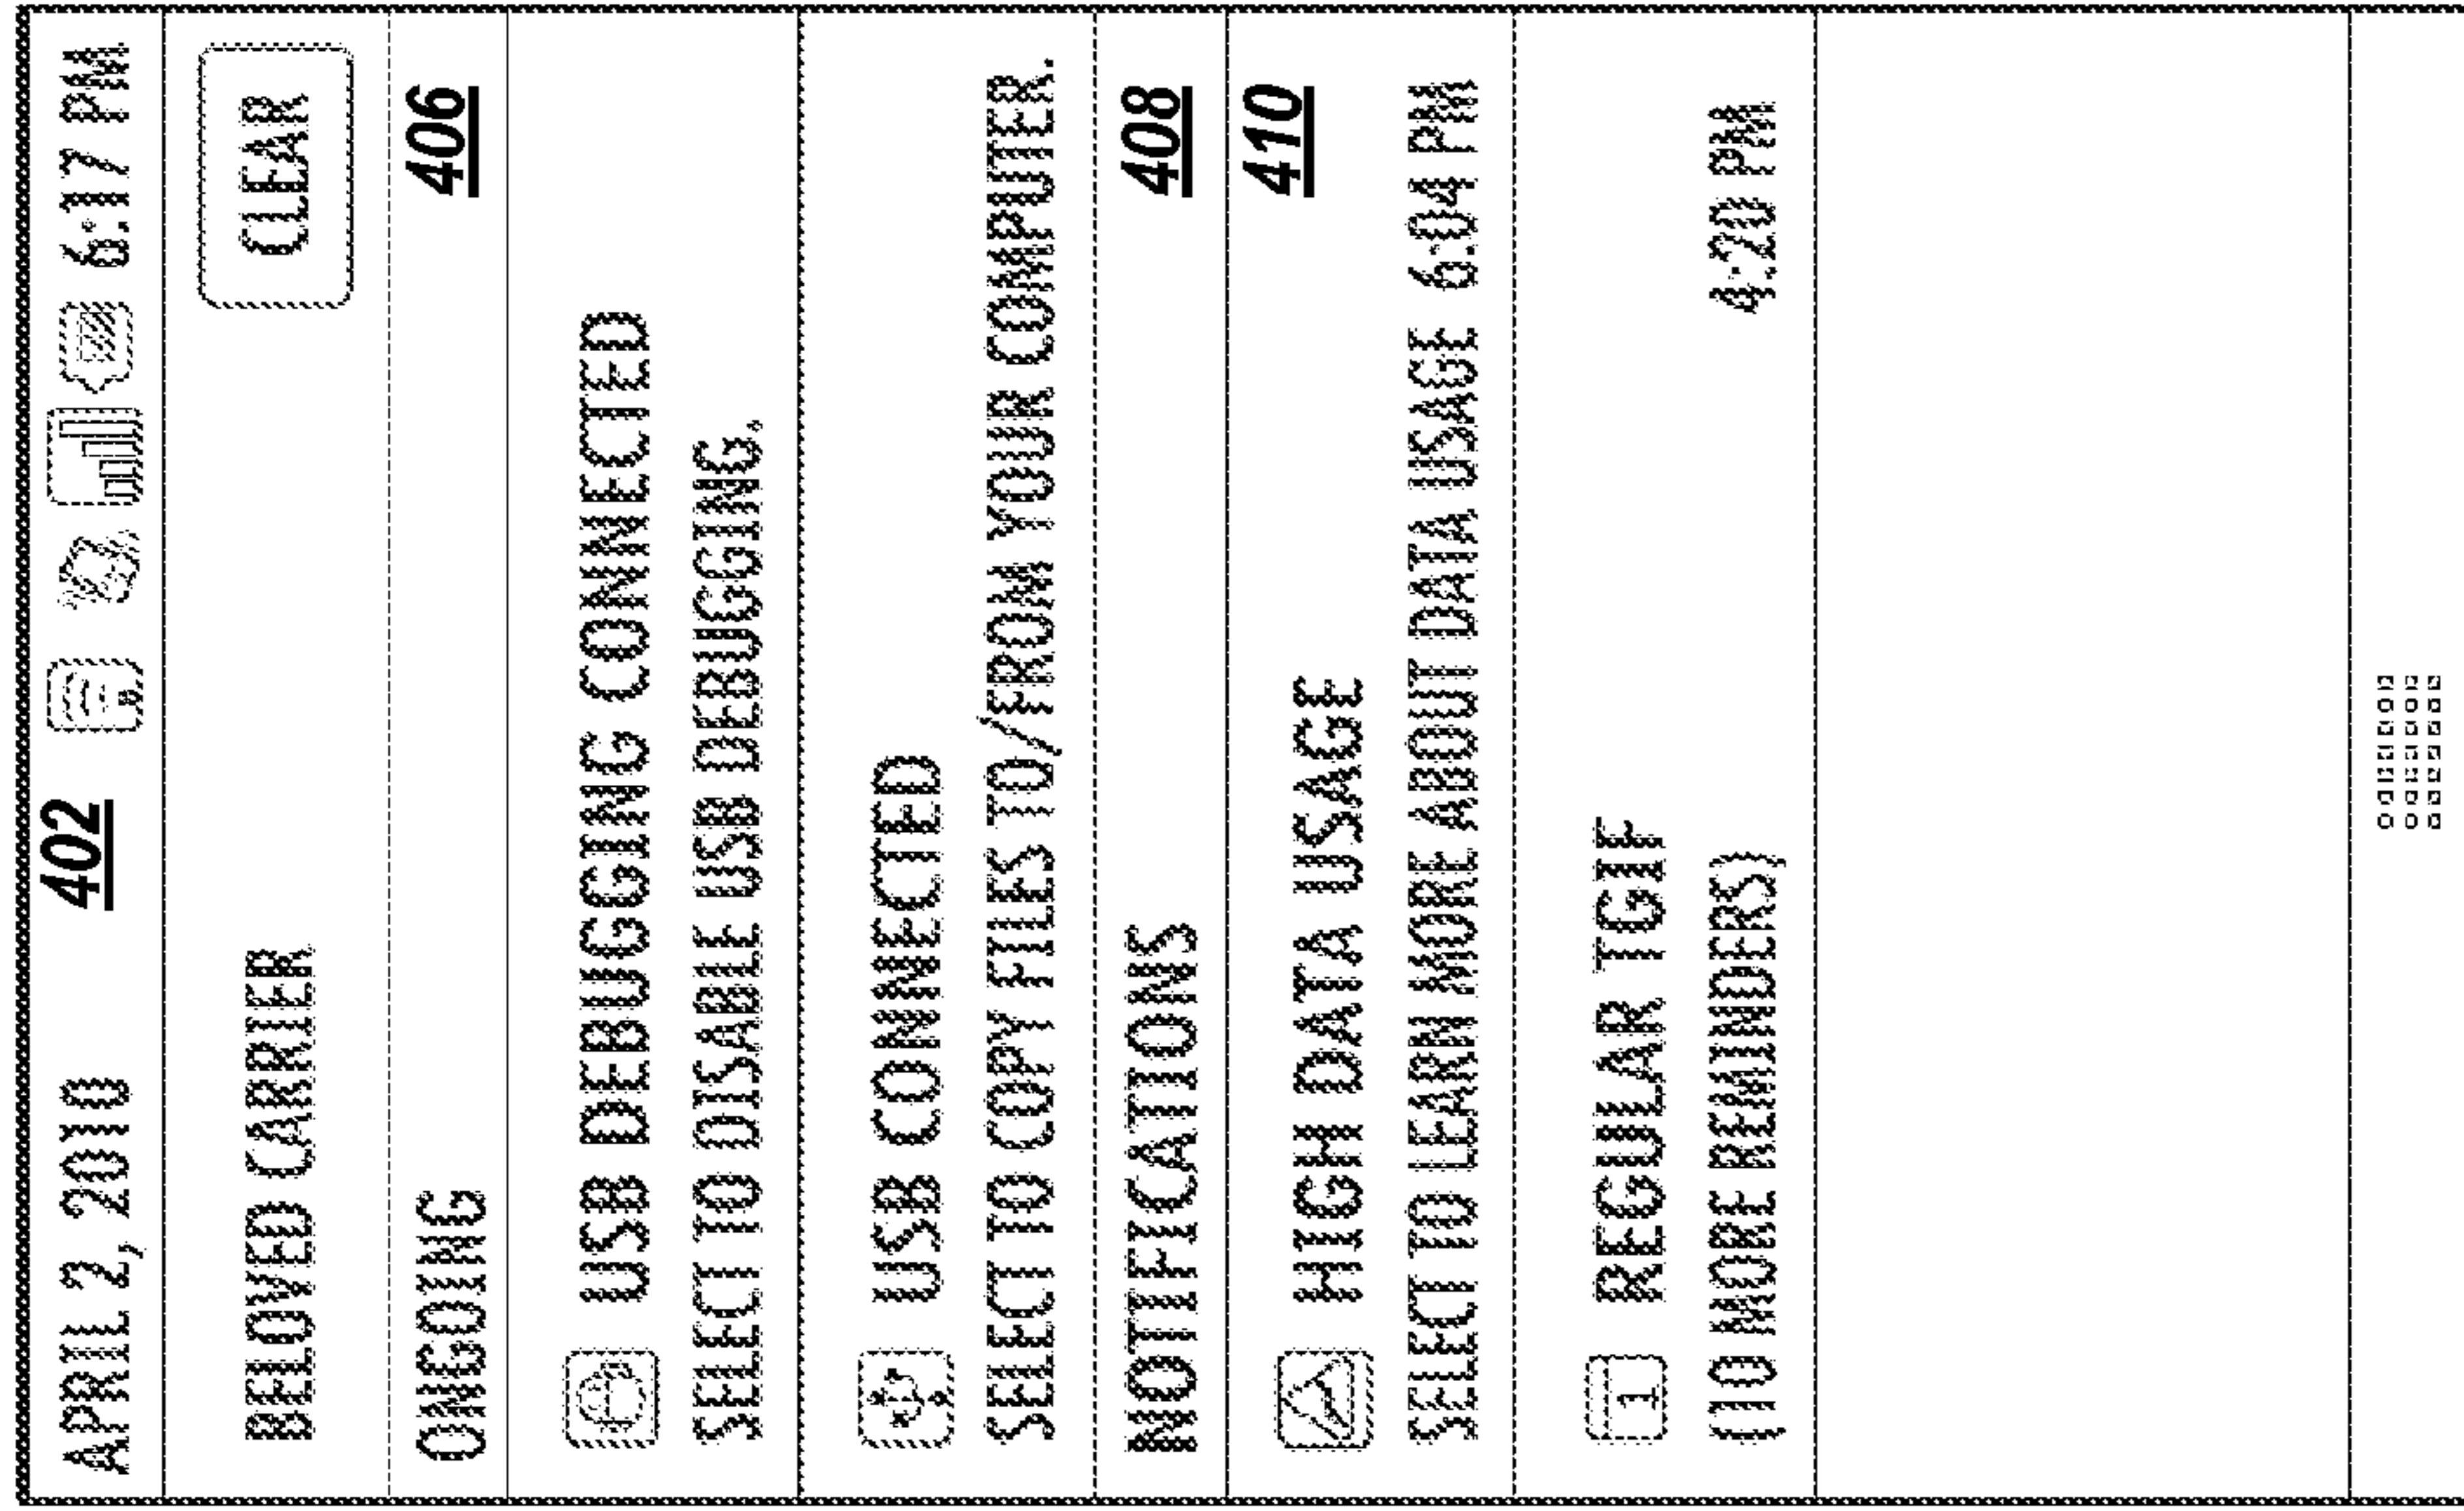 APRIL 2, 2010 402 6:17 PM
BELOVED CARRIER CLEAR
ONGOING 406
USB DEBUGGING CONNECTED
SELECT TO DISABLE USB DEBUGGING.
USB CONNECTED
SELECT TO COPY FILES TO/FROM YOUR COMPUTER.
NOTIFICATIONS 408
HIGH DATA USAGE 410
SELECT TO LEARN MORE ABOUT DATA USAGE 6:04 PM
1 REGULAR TGIF
(10 MORE REMINDERS) 4:20 PM